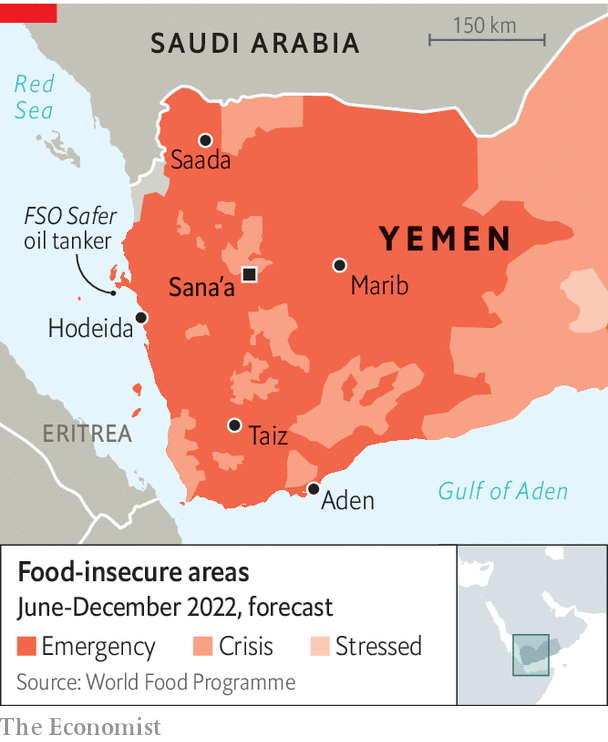 SAUDI ARABIA
150 km
Red
Sea
Saada
FSO Safer
oil tanker
YEMEN
Sana’a
Marib
Hodeida
ERITREA
Taiz
Gulf of Aden
Aden
Food-insecure areas
June-December 2022, forecast
Emergency
Crisis
Stressed
Source: World Food Programme
The Economist